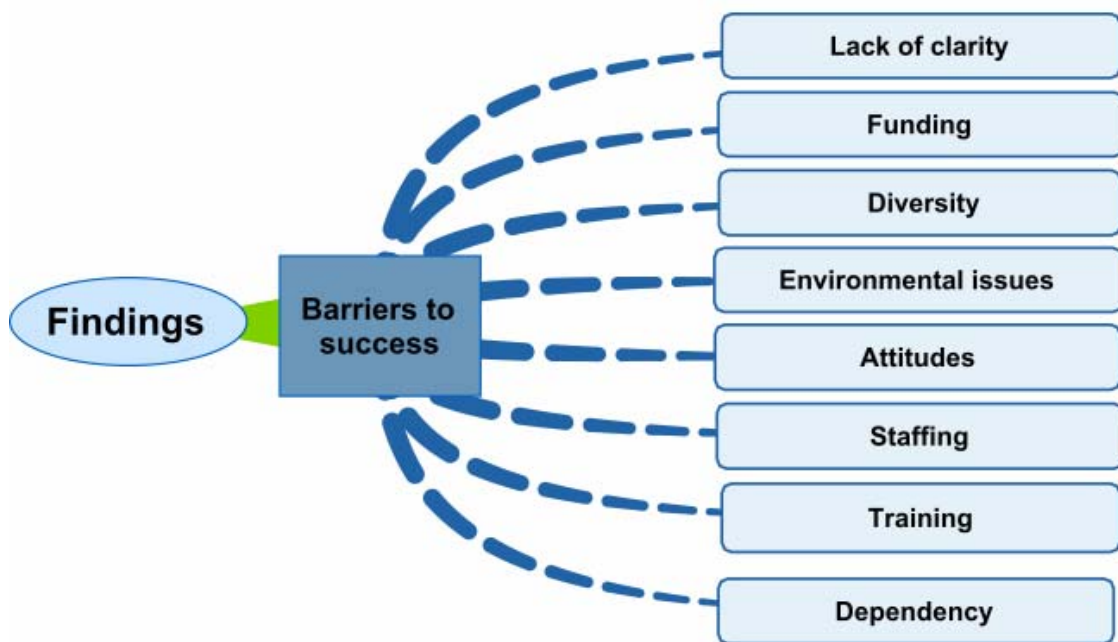 Findings
Barriers to
success
Lack of clarity
Funding
Diversity
Environmental issues
Attitudes
Staffing
Training
Dependency